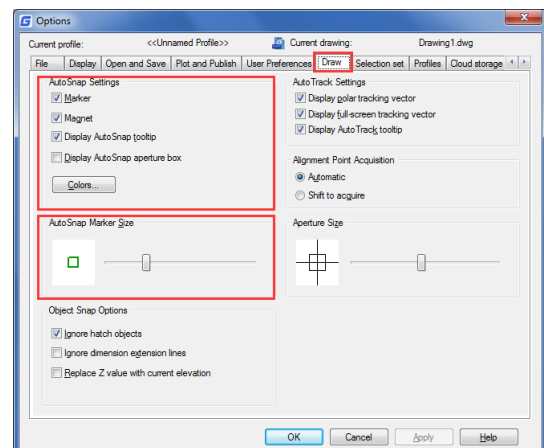 Options
Current profile: <<Unnamed Profile>> Current drawing: Drawing1.dwg
File Display Open and Save Plot and Publish User Preferences Draw Selection set Profiles Cloud storage
AutoSnap Settings
Marker
Magnet
Display AutoSnap tooltip
Display AutoSnap aperture box
Colors...
AutoTrack Settings
Display polar tracking vector
Display full-screen tracking vector
Display AutoTrack tooltip
Alignment Point Acquisition
Automatic
Shift to acquire
AutoSnap Marker Size
Aperture Size
Object Snap Options
Ignore hatch objects
Ignore dimension extension lines
Replace Z value with current elevation
OK Cancel Apply Help